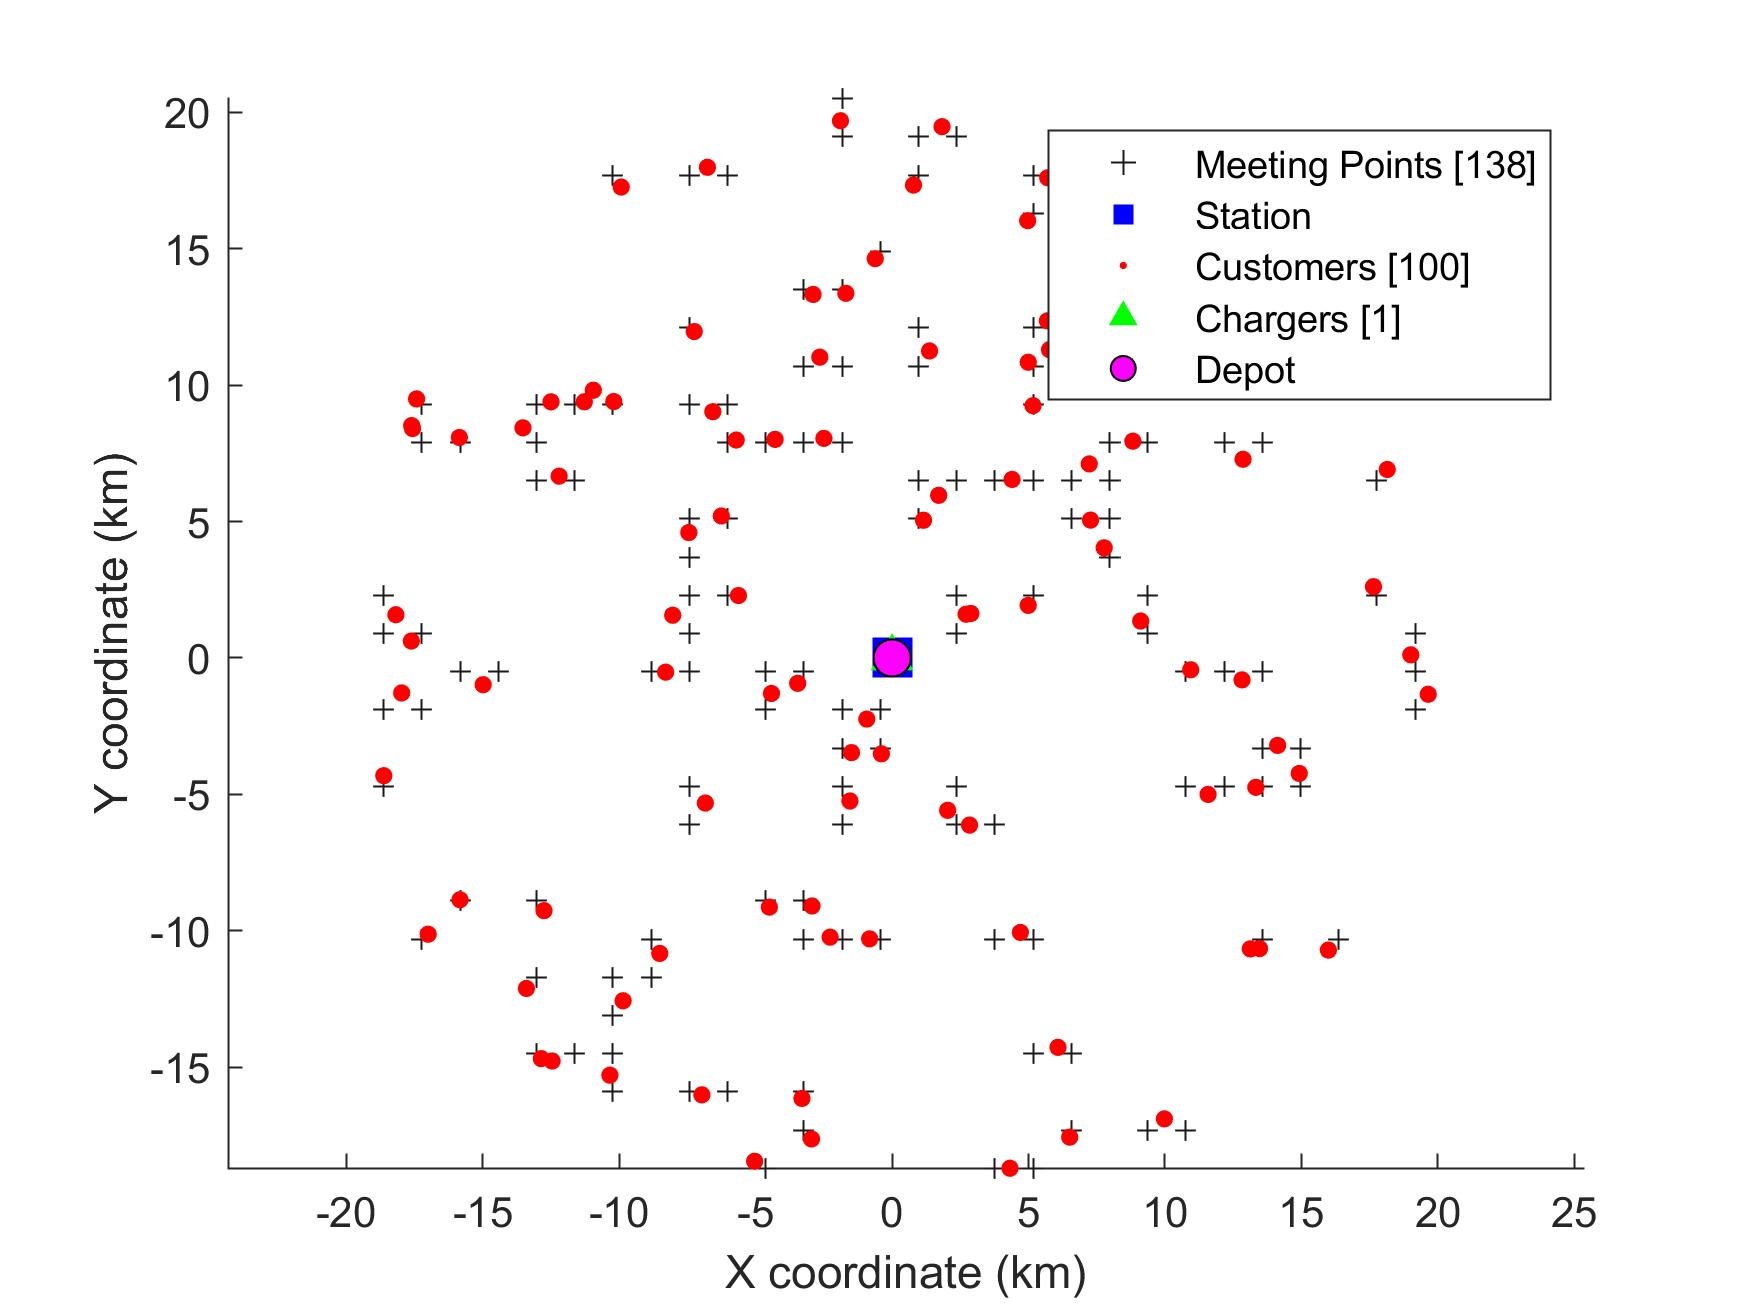 20
15
10
5
0
-5
-10
-15
Y coordinate (km)
Meeting Points [138]
Station
Customers [100]
Chargers [1]
Depot
-20 -15 -10 -5 0 5 10 15 20 25
X coordinate (km)